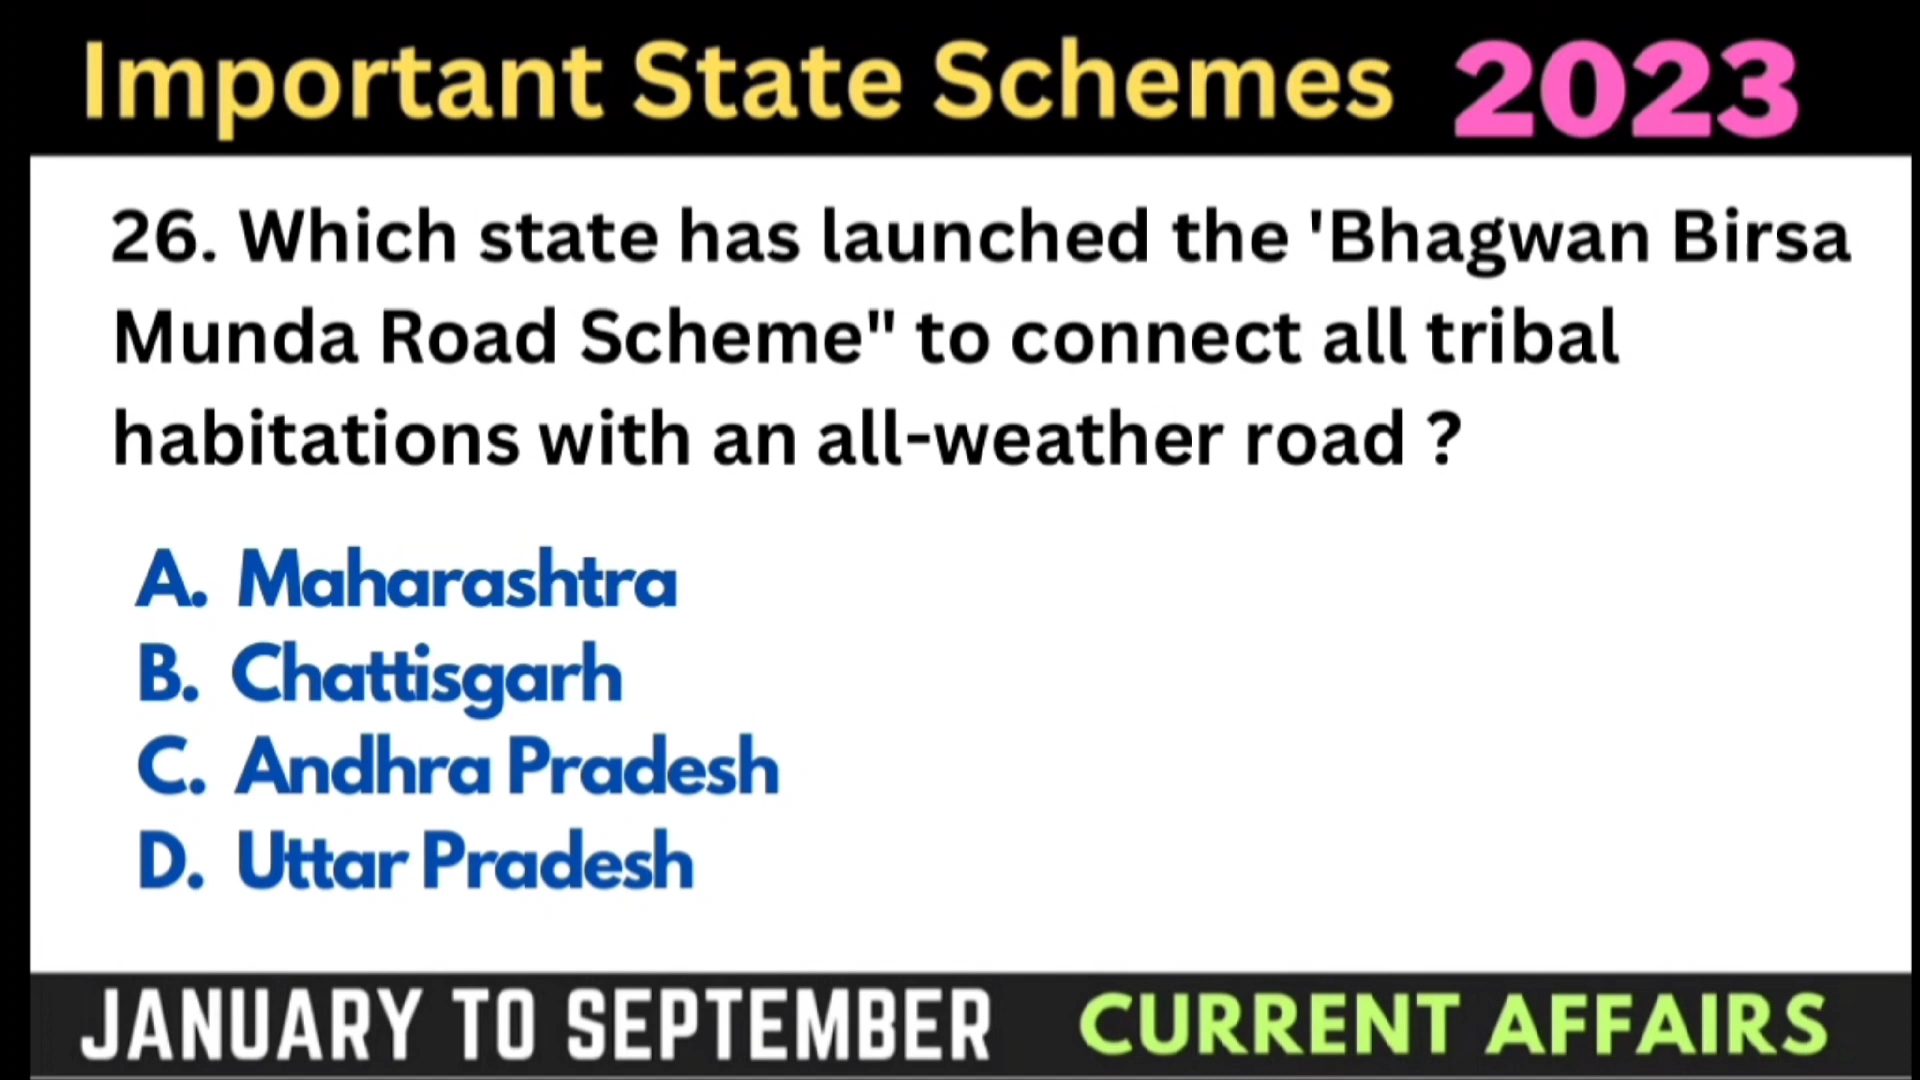 Important State Schemes 2023
26. Which state has launched the 'Bhagwan Birsa
Munda Road Scheme" to connect all tribal
habitations with an all-weather road ?
A. Maharashtra
B. Chattisgarh
C. Andhra Pradesh
D. Uttar Pradesh
JANUARY TO SEPTEMBER CURRENT AFFAIRS